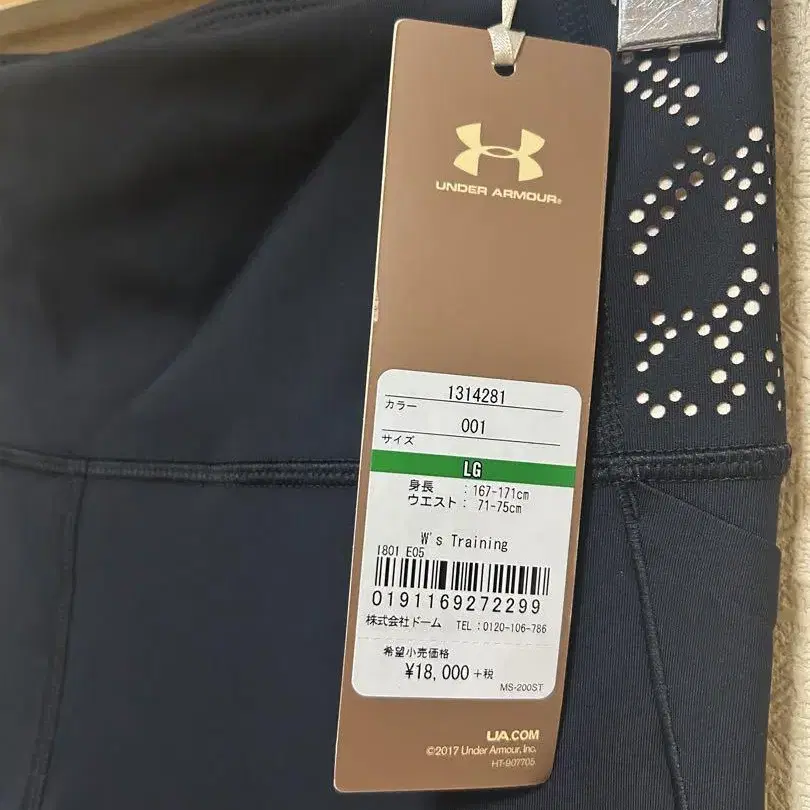 UNDER ARMOUR®
1314281
カラー
001
サイズ
LG
身長 : 167-171cm
ウエスト: 71-75cm
W's Training
I801 E05
0191169272299
株式会社ドーム TEL:0120-106-786
希望小売価格
¥18,000+税
MS-200ST
UA.COM
©2017 Under Armour, Inc.
HT-907705